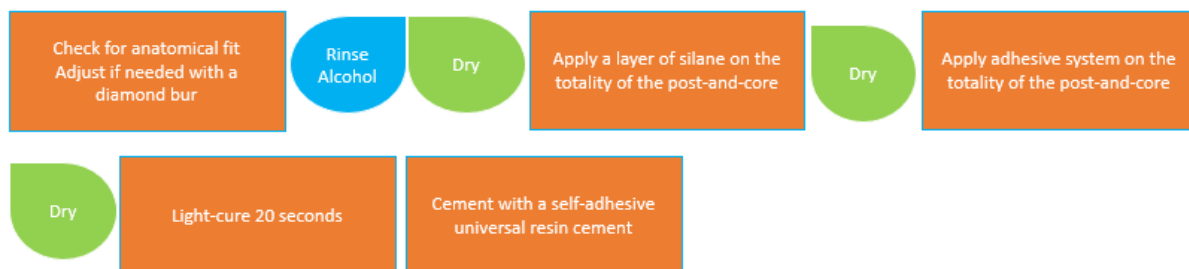 Check for anatomical fit
Adjust if needed with a
diamond bur
Rinse
Alcohol
Dry
Apply a layer of silane on the
totality of the post-and-core
Dry
Apply adhesive system on the
totality of the post-and-core
Dry
Light-cure 20 seconds
Cement with a self-adhesive
universal resin cement